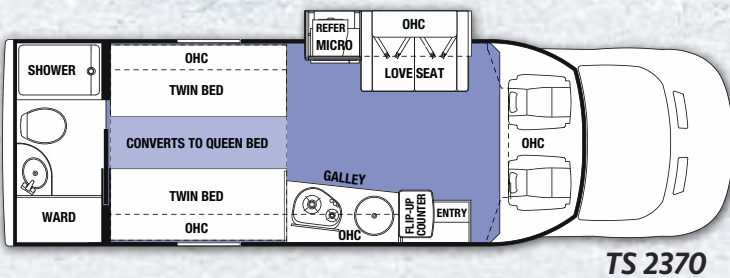 SHOWER
OHC
TWIN BED
CONVERTS TO QUEEN BED
TWIN BED
OHC
WARD
REFER
MICRO
OHC
LOVE SEAT
GALLEY
OHC
FLIP-UP
COUNTER
ENTRY
OHC
TS 2370